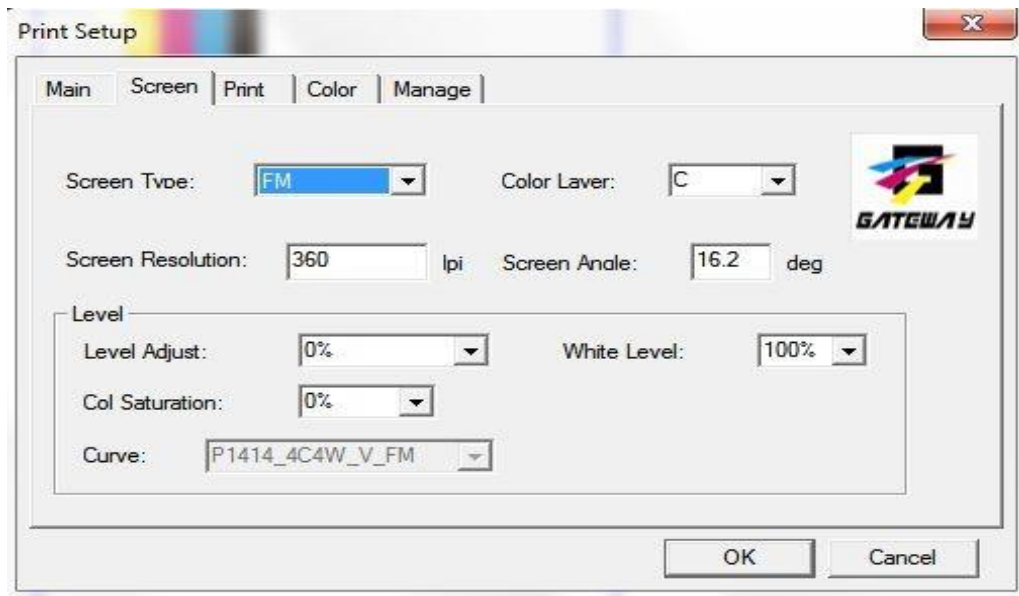 Print Setup
Main Screen Print Color Manage
Screen Type: FM Color Layer: C
GATEWAY
Screen Resolution: 360 lpi Screen Angle: 16.2 deg
Level
Level Adjust: 0% White Level: 100%
Col Saturation: 0%
Curve: P1414_4C4W_V_FM
OK Cancel